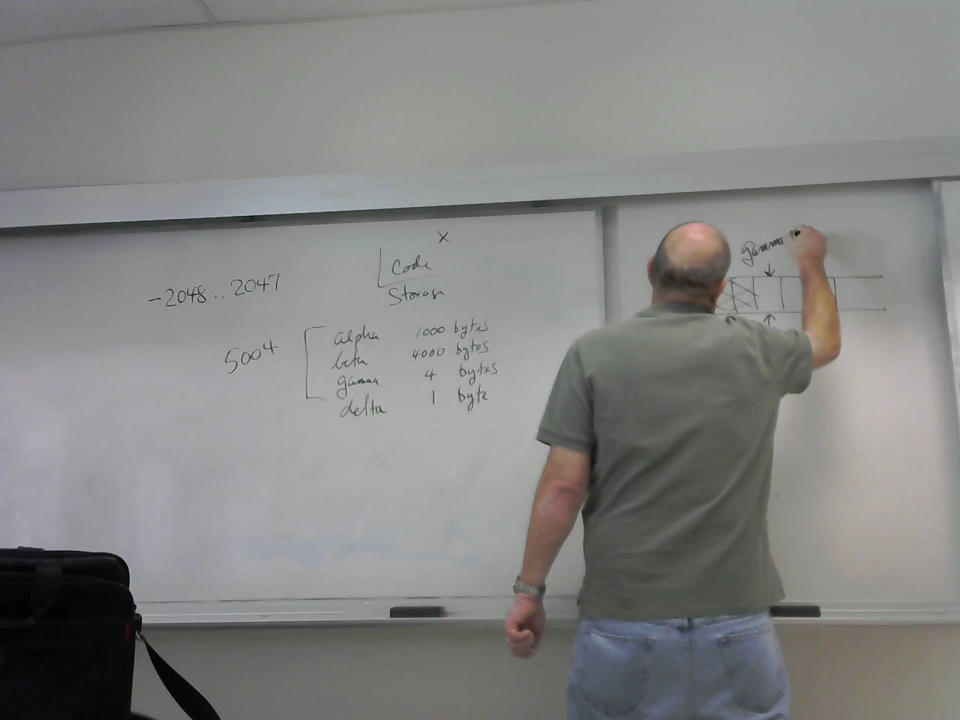 x
-2048..2047
Code
Storage
alpha 1000 bytes
beta 4000 bytes
5004
gamma 4 bytes
delta 1 byte
gamma